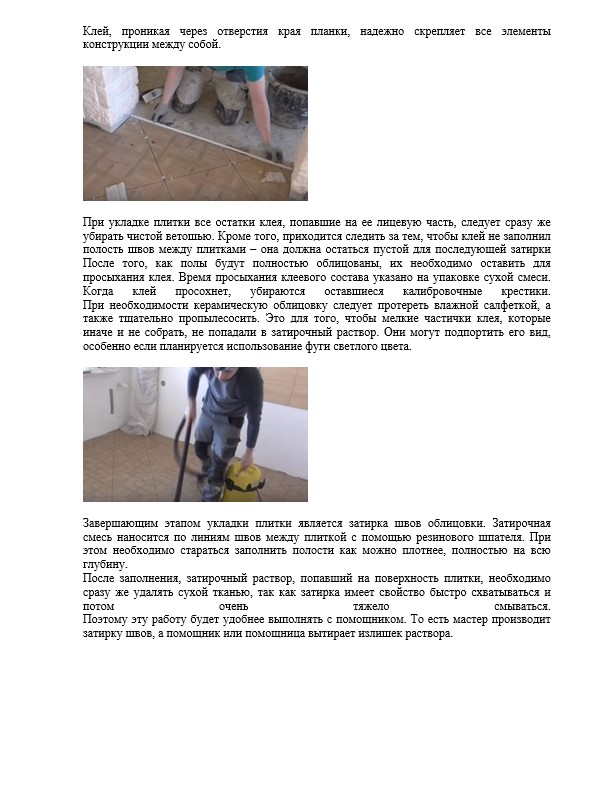 Клей, проникая через отверстия края планки, надежно скрепляет все элементы
конструкции между собой.
При укладке плитки все остатки клея, попавшие на ее лицевую часть, следует сразу же
убирать чистой ветошью. Кроме того, приходится следить за тем, чтобы клей не заполнил
полость швов между плитками – она должна остаться пустой для последующей затирки
После того, как полы будут полностью облицованы, их необходимо оставить для
просыхания клея. Время просыхания клеевого состава указано на упаковке сухой смеси.
Когда клей просохнет, убираются оставшиеся калибровочные крестики.
При необходимости керамическую облицовку следует протереть влажной салфеткой, а
также тщательно пропылесосить. Это для того, чтобы мелкие частички клея, которые
иначе и не собрать, не попадали в затирочный раствор. Они могут подпортить его вид,
особенно если планируется использование фуги светлого цвета.
Завершающим этапом укладки плитки является затирка швов облицовки. Затирочная
смесь наносится по линиям швов между плиткой с помощью резинового шпателя. При
этом необходимо стараться заполнить полости как можно плотнее, полностью на всю
глубину.
После заполнения, затирочный раствор, попавший на поверхность плитки, необходимо
сразу же удалять сухой тканью, так как затирка имеет свойство быстро схватываться и
потом очень тяжело смываться.
Поэтому эту работу будет удобнее выполнять с помощником. То есть мастер производит
затирку швов, а помощник или помощница вытирает излишек раствора.